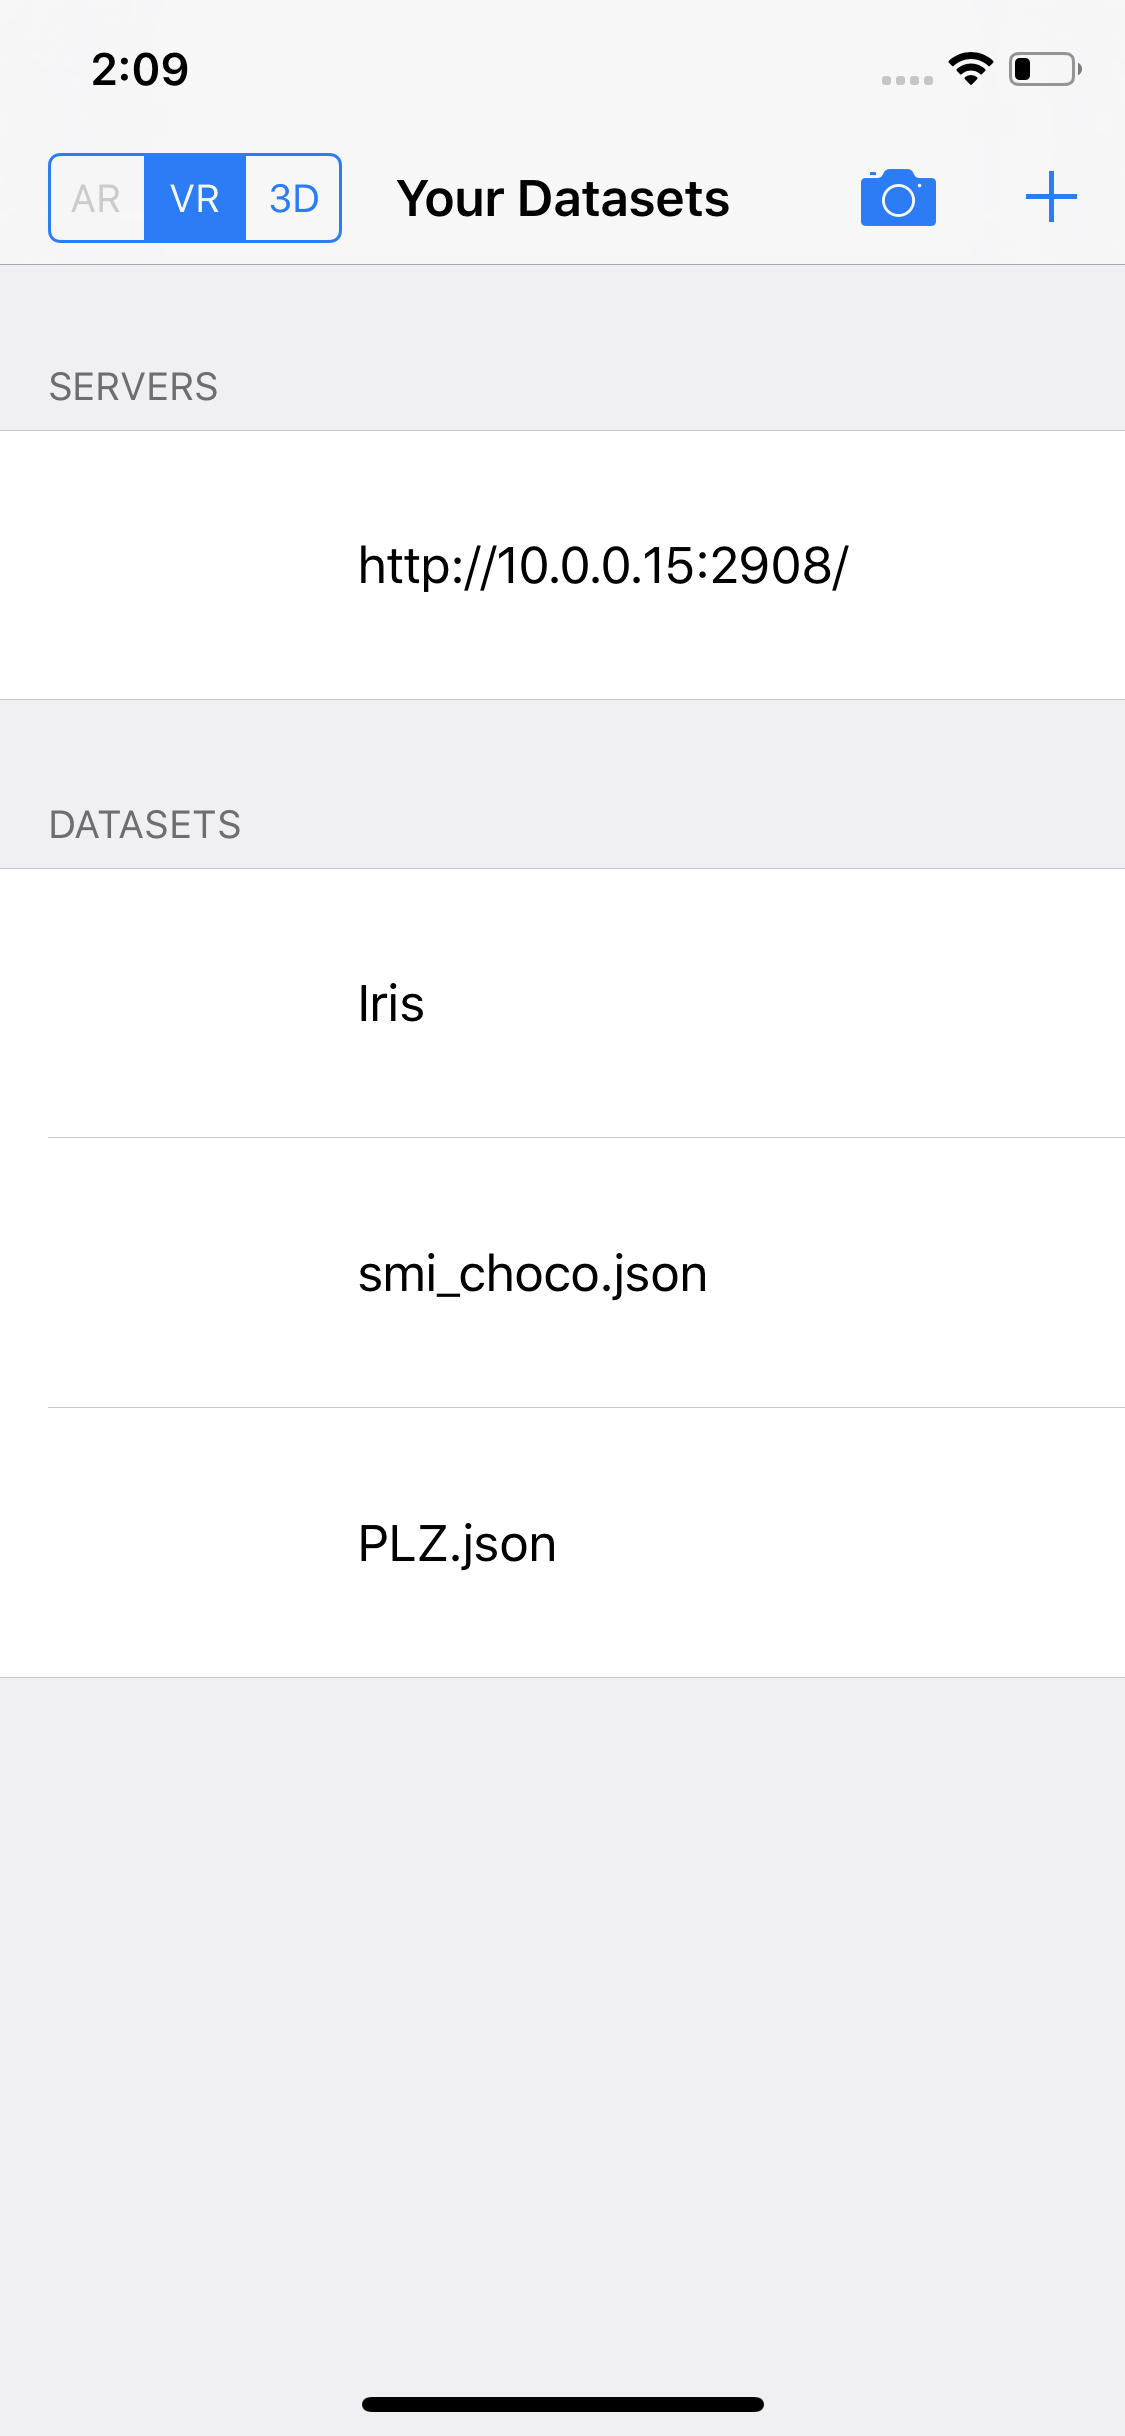 2:09
AR VR 3D Your Datasets
SERVERS
http://10.0.0.15:2908/
DATASETS
Iris
smi_choco.json
PLZ.json